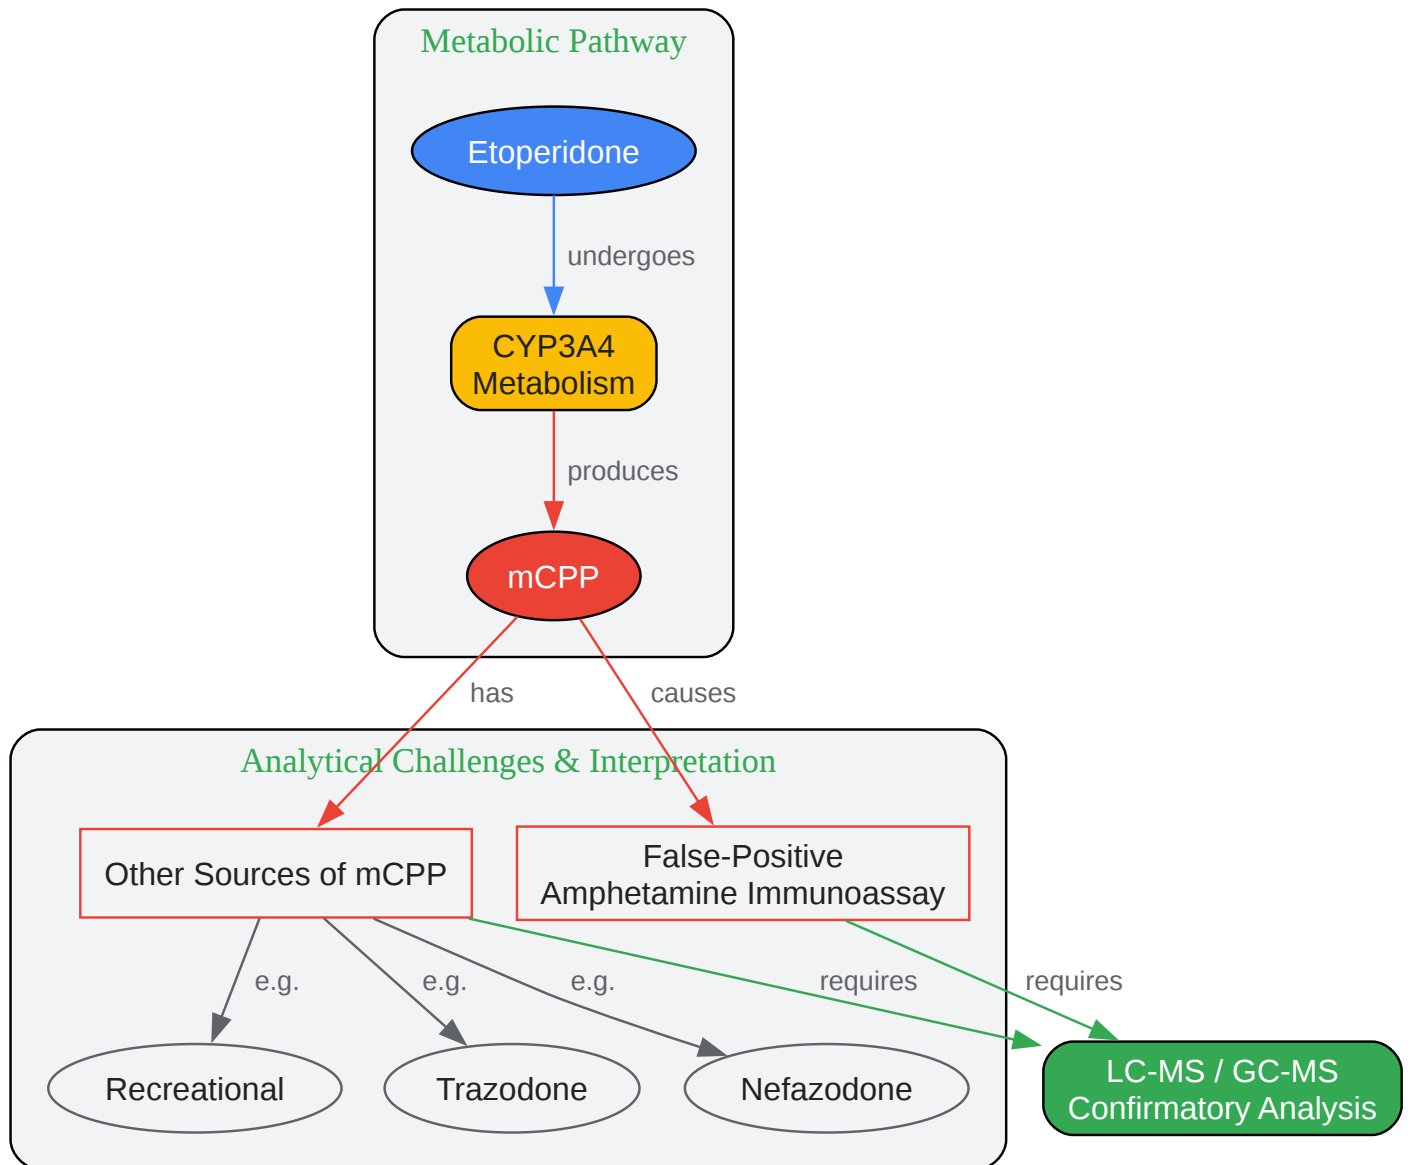 Metabolic Pathway
Etoperidone
undergoes
CYP3A4
Metabolism
produces
mCPP
has
causes
Analytical Challenges & Interpretation
Other Sources of mCPP
False-Positive
Amphetamine Immunoassay
e.g.
e.g.
e.g.
requires
requires
Recreational
Trazodone
Nefazodone
LC-MS / GC-MS
Confirmatory Analysis